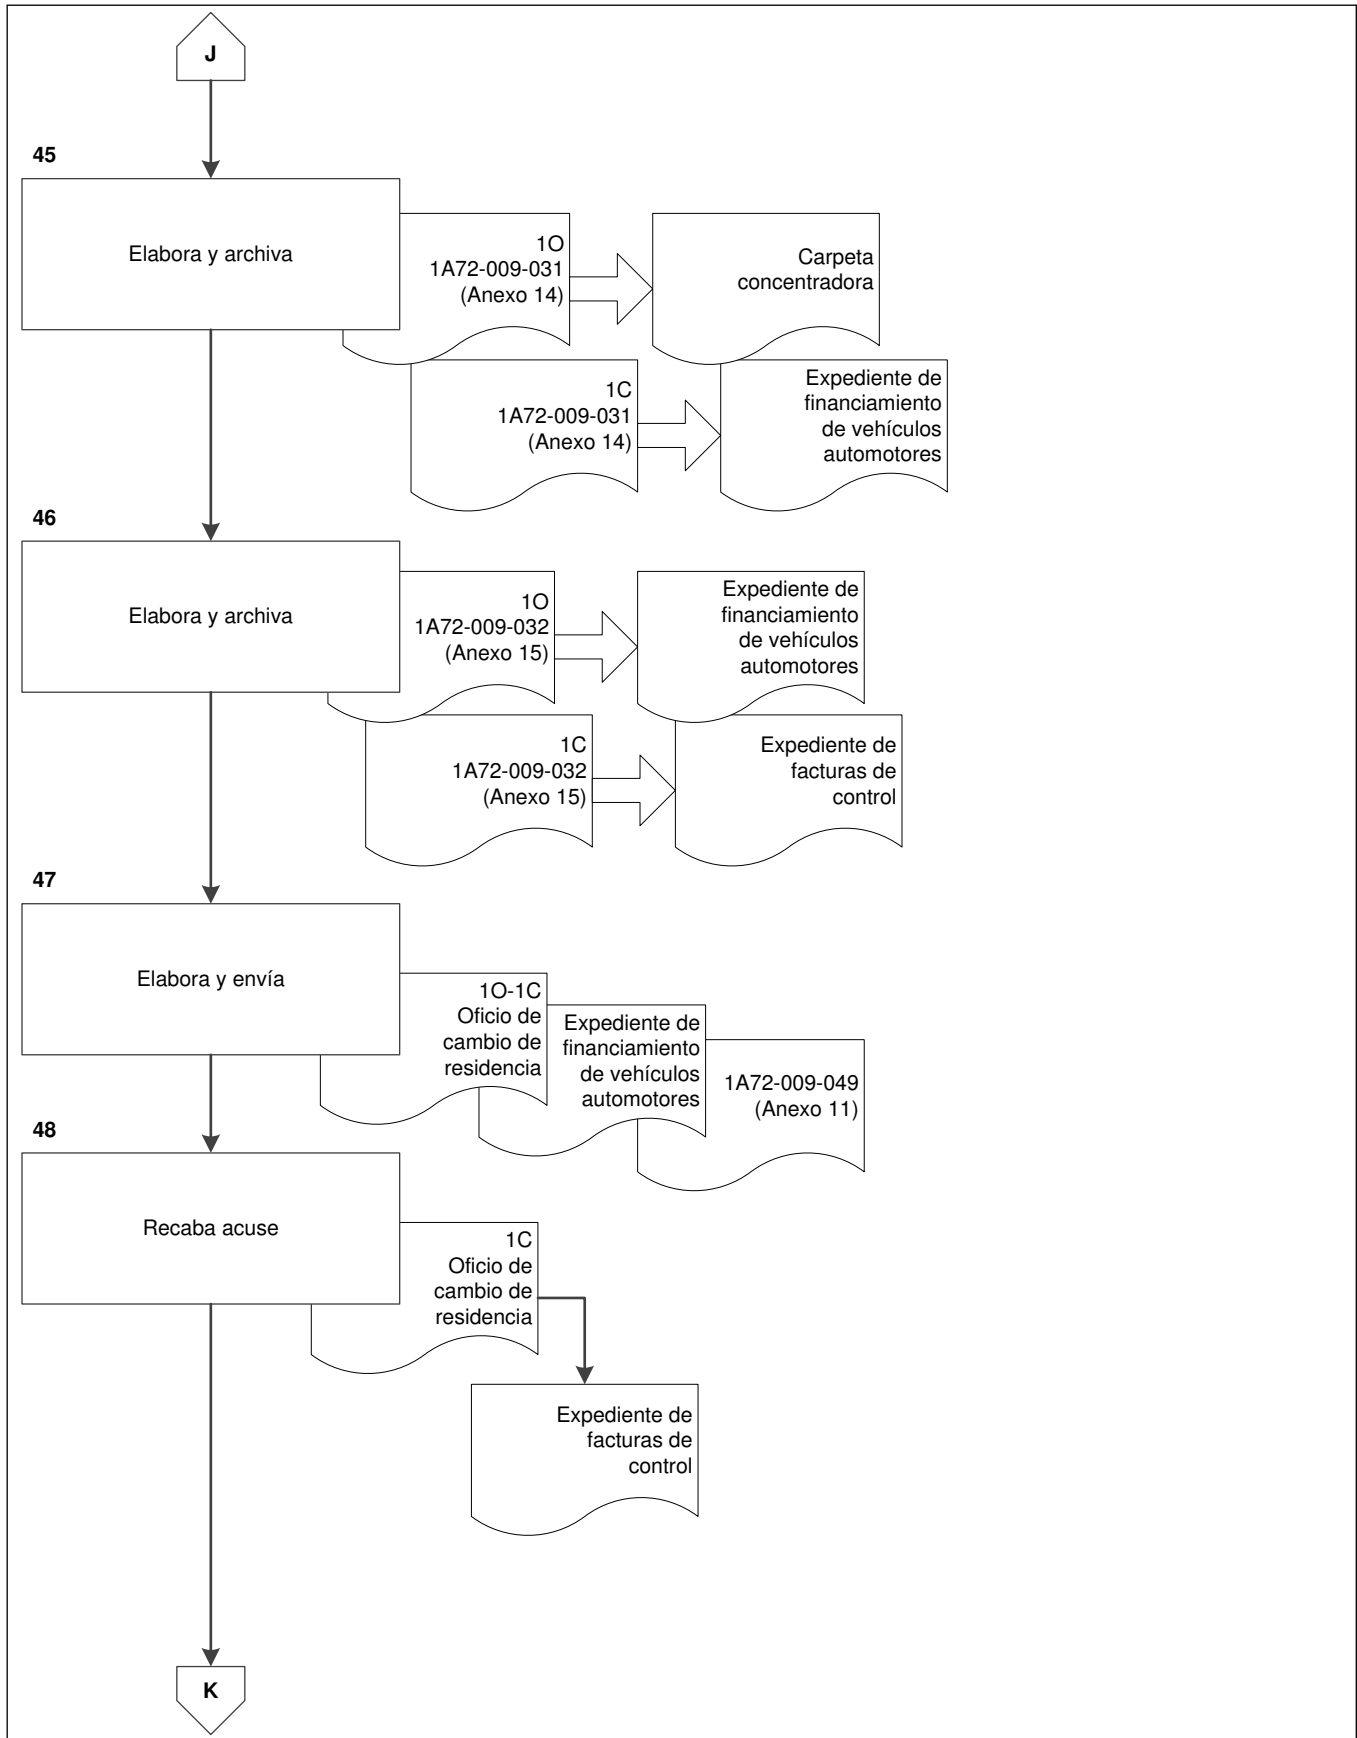 J
45
Elabora y archiva
1O
1A72-009-031
(Anexo 14)
Carpeta
concentradora
1C
1A72-009-031
(Anexo 14)
Expediente de
financiamiento
de vehículos
automotores
46
Elabora y archiva
1O
1A72-009-032
(Anexo 15)
Expediente de
financiamiento
de vehículos
automotores
1C
1A72-009-032
(Anexo 15)
Expediente de
facturas de
control
47
Elabora y envía
1O-1C
Oficio de
cambio de
residencia
Expediente de
financiamiento
de vehículos
automotores
1A72-009-049
(Anexo 11)
48
Recaba acuse
1C
Oficio de
cambio de
residencia
Expediente de
facturas de
control
K